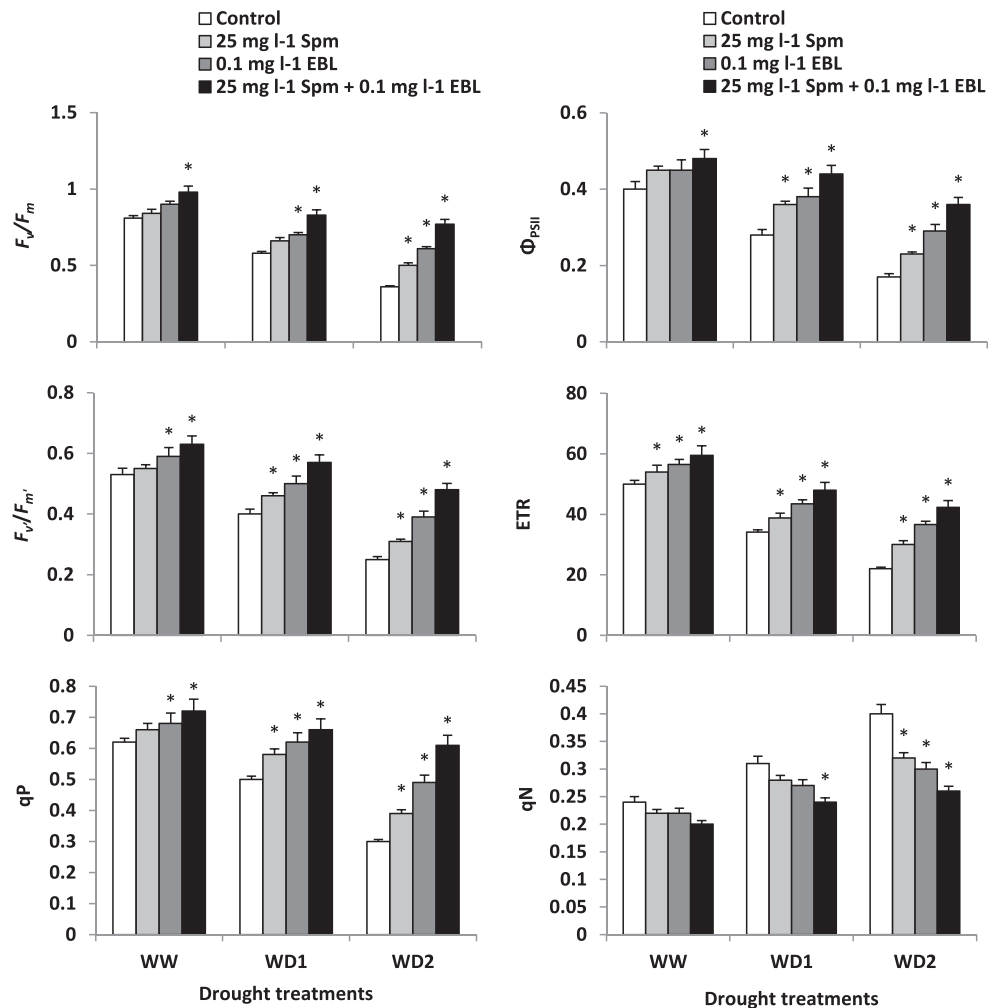 Control
25 mg l-1 Spm
0.1 mg l-1 EBL
25 mg l-1 Spm + 0.1 mg l-1 EBL
Control
25 mg l-1 Spm
0.1 mg l-1 EBL
25 mg l-1 Spm + 0.1 mg l-1 EBL
1.5
1
0.5
0
Fv/Fm
* * * * * *
0.6
0.4
0.2
0
ΦPSII
* * * * * * *
0.8
0.6
0.4
0.2
0
Fv'/Fm'
* * * * * * * *
80
60
40
20
0
ETR
* * * * * * * * *
0.8
0.7
0.6
0.5
0.4
0.3
0.2
0.1
0
qP
* * * * * * * *
WW WD1 WD2
Drought treatments
0.45
0.4
0.35
0.3
0.25
0.2
0.15
0.1
0.05
0
qN
* * * *
WW WD1 WD2
Drought treatments